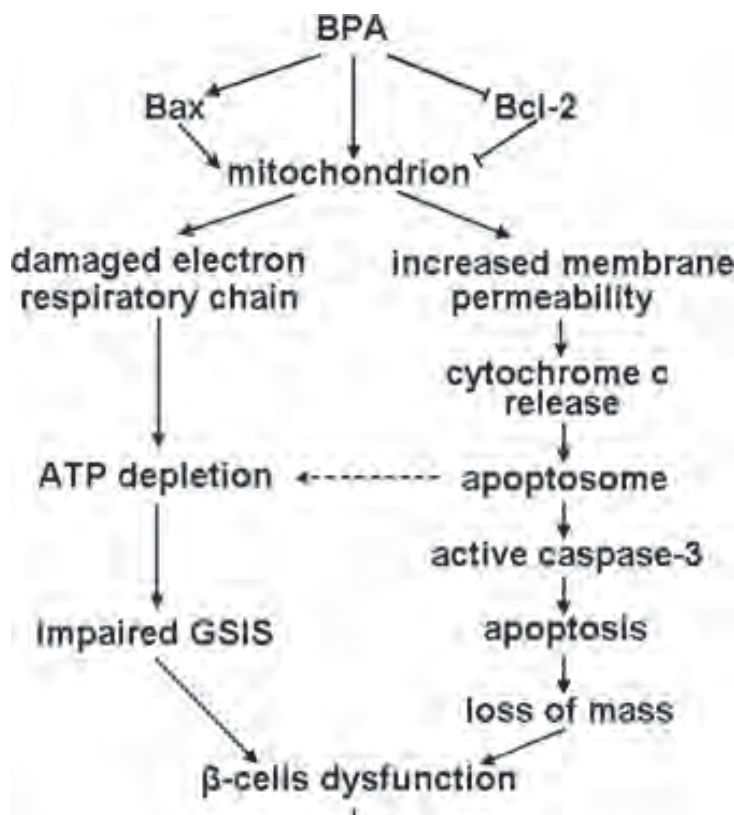 BPA
Bax
Bcl-2
mitochondrion
damaged electron
respiratory chain
increased membrane
permeability
cytochrome c
release
ATP depletion
apoptosome
active caspase-3
impaired GSIS
apoptosis
loss of mass
β-cells dysfunction